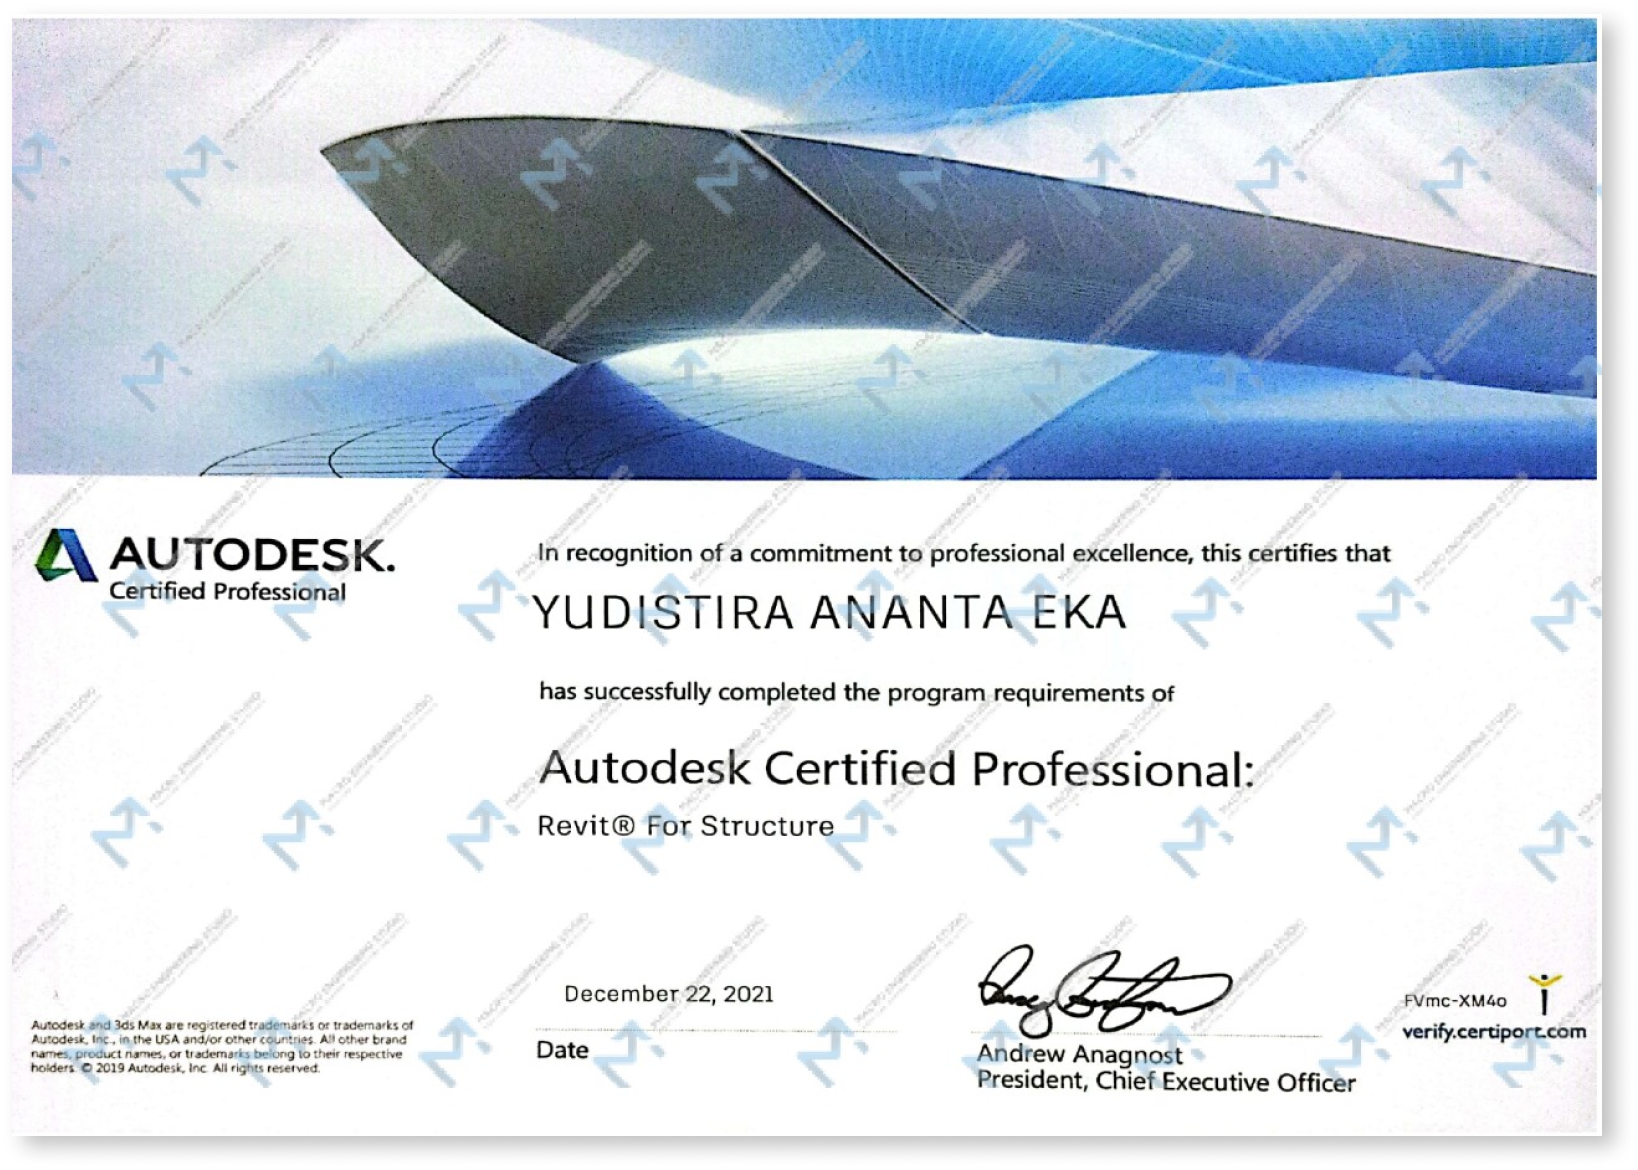 AUTODESK.
Certified Professional
In recognition of a commitment to professional excellence, this certifies that
YUDISTIRA ANANTA EKA
has successfully completed the program requirements of
Autodesk Certified Professional:
Revit® For Structure
December 22, 2021
Date
Andrew Anagnost
President, Chief Executive Officer
FVmc-XM4o
verify.certiport.com
Autodesk and 3ds Max are registered trademarks or trademarks of
Autodesk, Inc., in the USA and/or other countries. All other brand
names, product names, or trademarks belong to their respective
holders. © 2019 Autodesk, Inc. All rights reserved.
MACRO ENGINEERING STUDIO